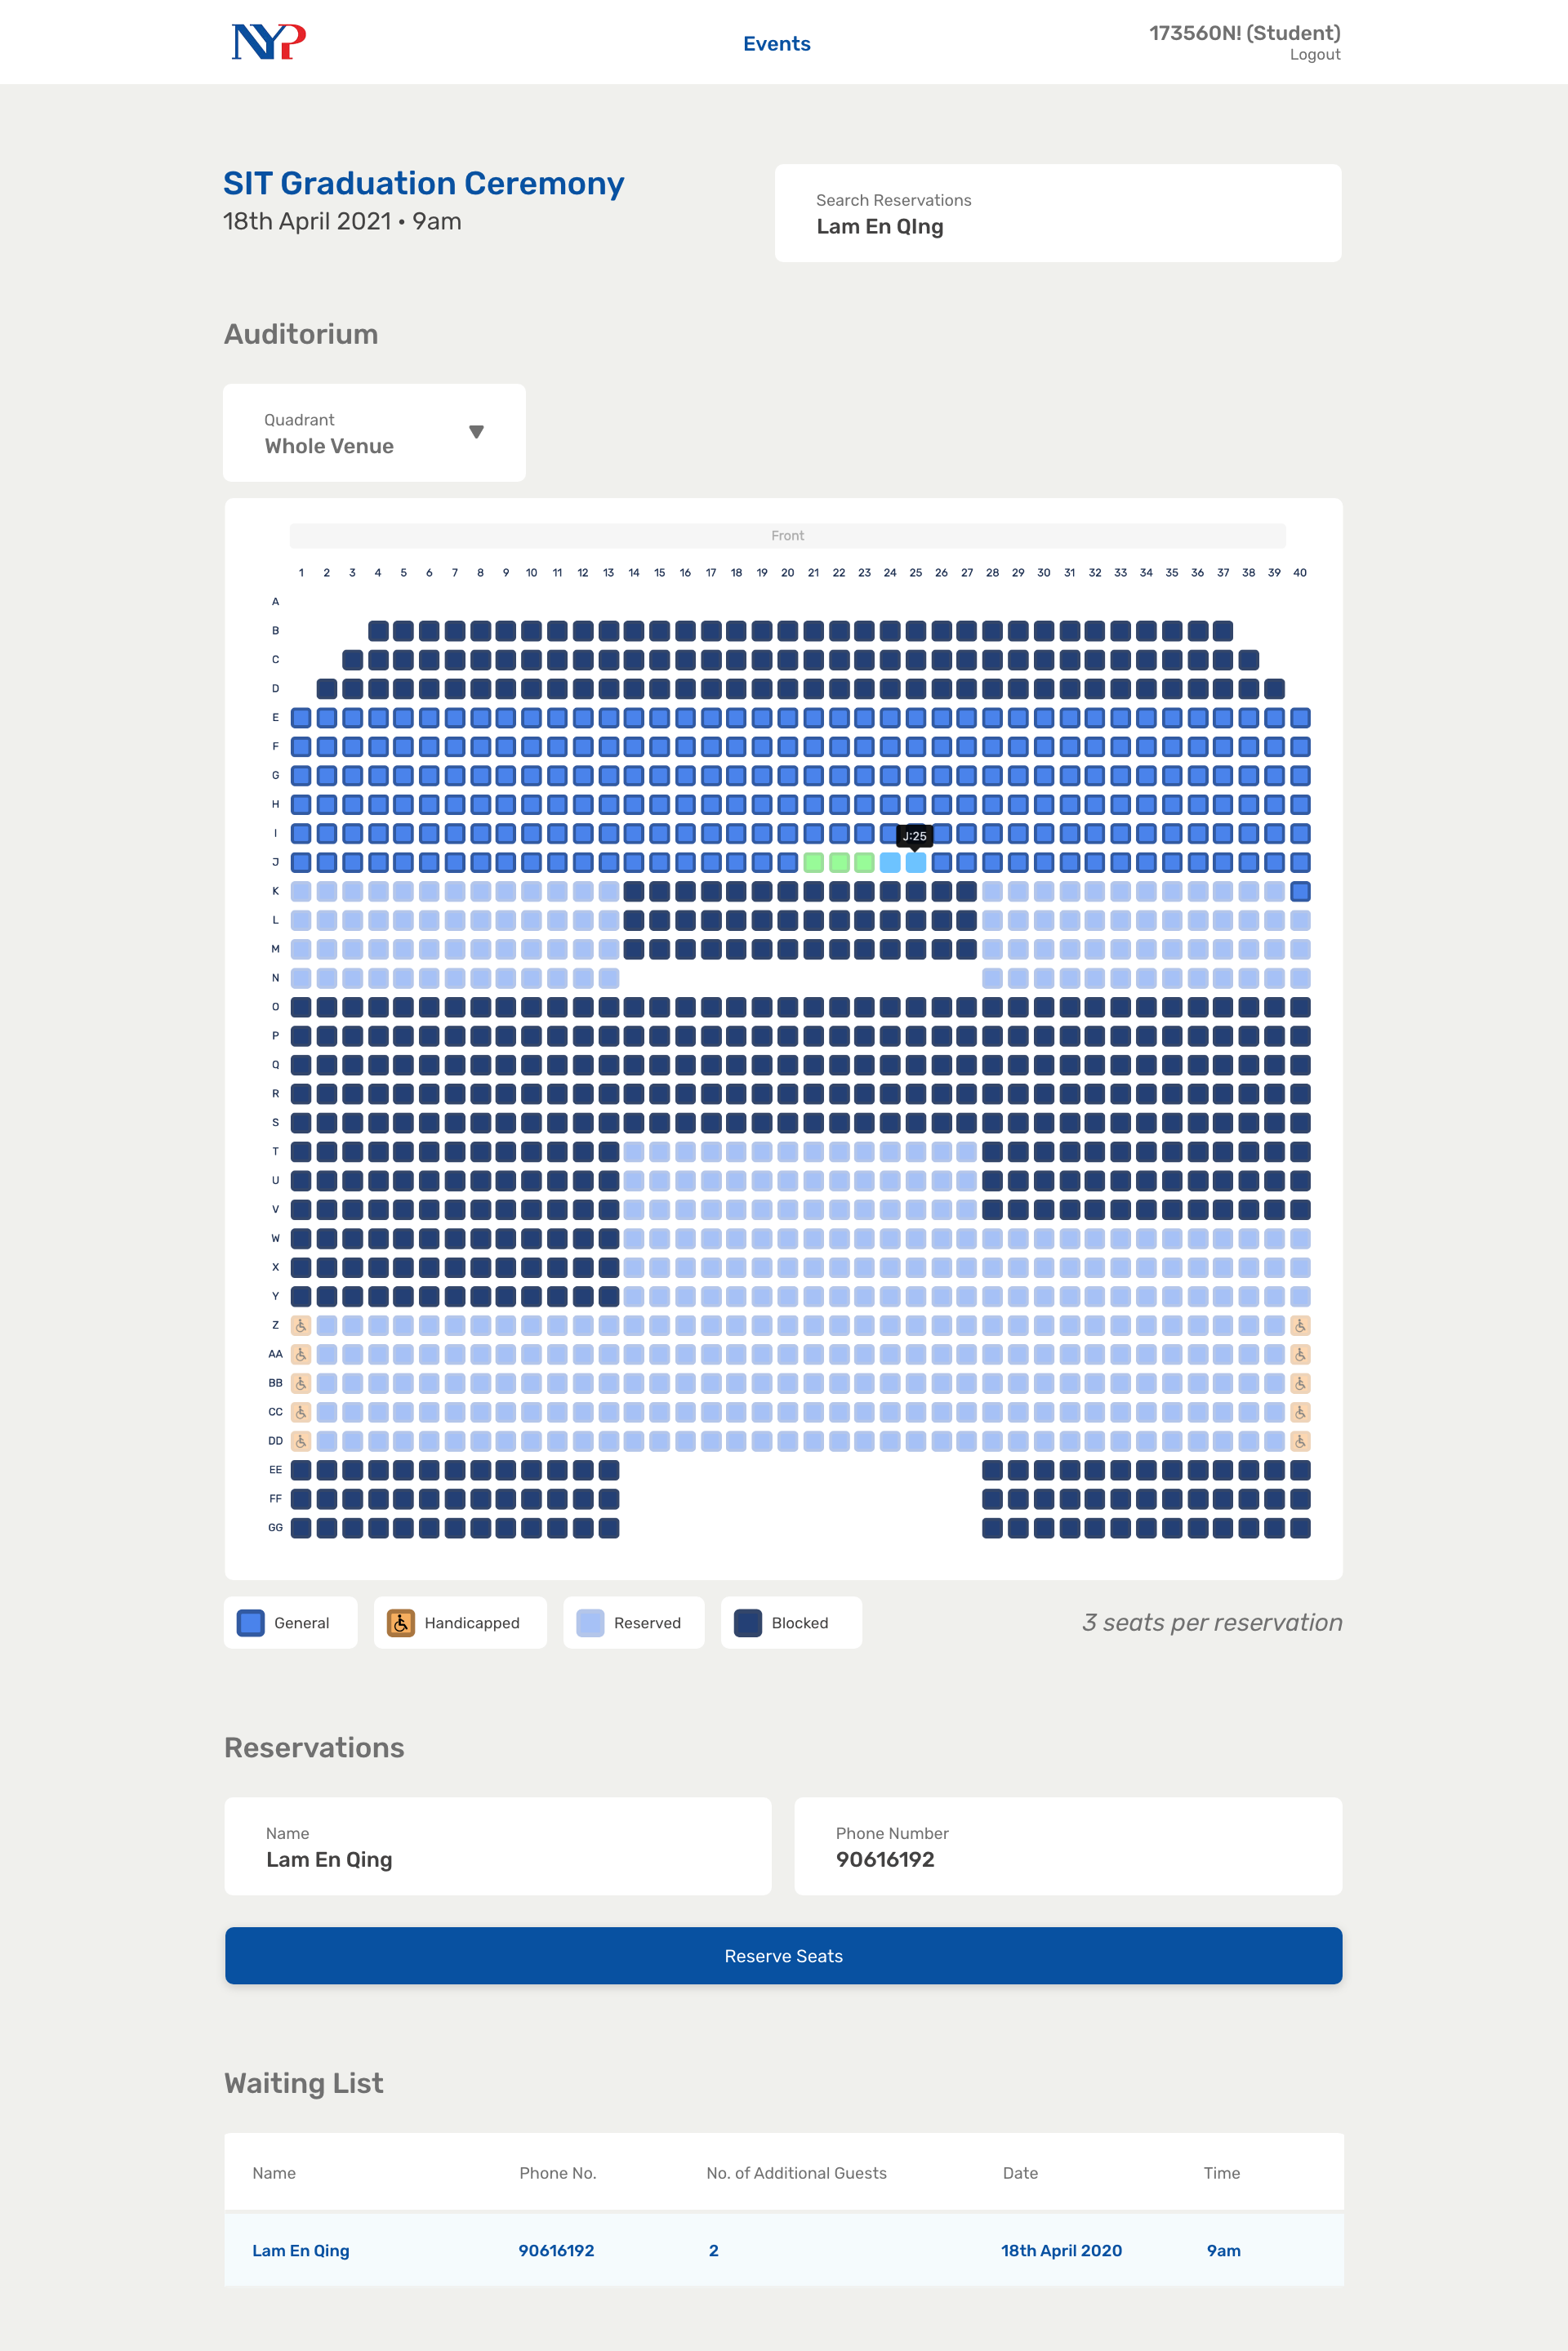 NYP
Events
173560N! (Student)
Logout
SIT Graduation Ceremony
18th April 2021 • 9am
Search Reservations
Lam En QIng
Auditorium
Quadrant
Whole Venue
Front
1 2 3 4 5 6 7 8 9 10 11 12 13 14 15 16 17 18 19 20 21 22 23 24 25 26 27 28 29 30 31 32 33 34 35 36 37 38 39 40
A
B
C
D
E
F
G
H
I
J:25
J
K
L
M
N
O
P
Q
R
S
T
U
V
W
X
Y
Z
AA
BB
CC
DD
EE
FF
GG
General Handicapped Reserved Blocked 3 seats per reservation
Reservations
Name
Lam En Qing
Phone Number
90616192
Reserve Seats
Waiting List
Name Phone No. No. of Additional Guests Date Time
Lam En Qing 90616192 2 18th April 2020 9am